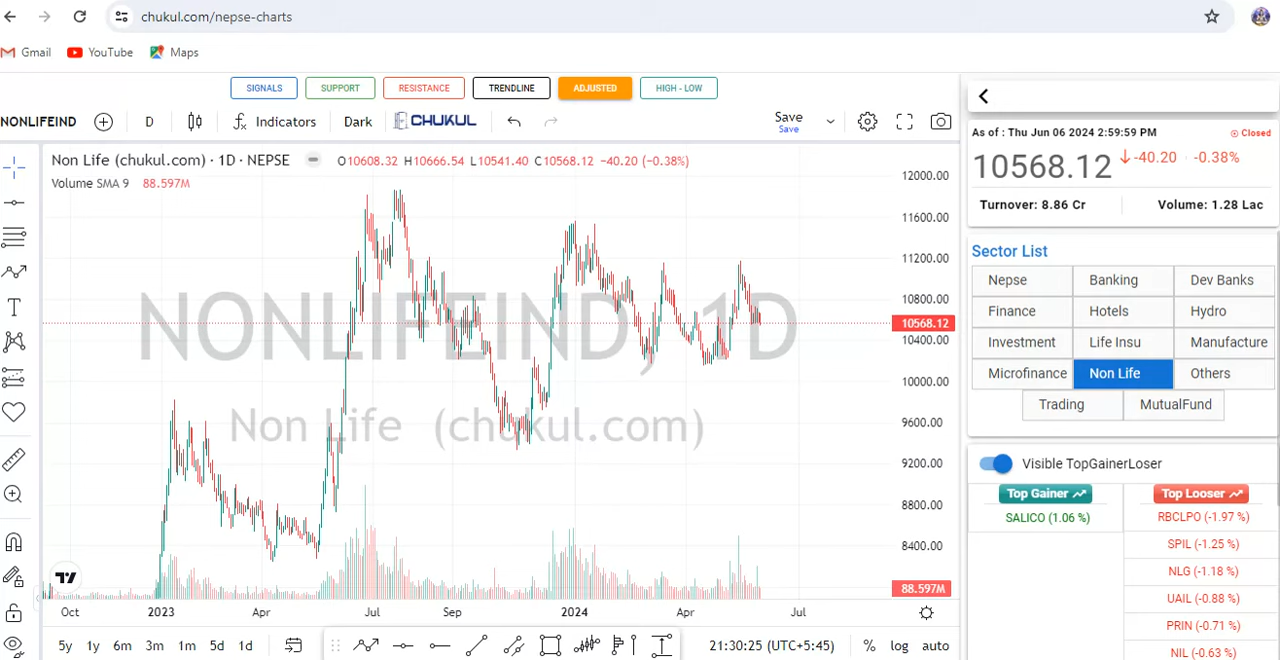 chukul.com/nepse-charts
Gmail YouTube Maps
SIGNALS SUPPORT RESISTANCE TRENDLINE ADJUSTED HIGH - LOW
NONLIFEIND D Indicators Dark CHUKUL Save
Save
Non Life (chukul.com) · 1D · NEPSE O10608.32 H10666.54 L10541.40 C10568.12 −40.20 (−0.38%)
Volume SMA 9 88.597M
NONLIFEIND, 1D
Non Life (chukul.com)
12000.00
11600.00
11200.00
10800.00
10568.12
10400.00
10000.00
9600.00
9200.00
8800.00
8400.00
88.597M
Oct 2023 Apr Jul Sep 2024 Apr Jul
5y 1y 6m 3m 1m 5d 1d 21:30:25 (UTC+5:45) % log auto
As of : Thu Jun 06 2024 2:59:59 PM Closed
10568.12 -40.20 · -0.38%
Turnover: 8.86 Cr Volume: 1.28 Lac
Sector List
Nepse Banking Dev Banks
Finance Hotels Hydro
Investment Life Insu Manufacture
Microfinance Non Life Others
Trading MutualFund
Visible TopGainerLoser
Top Gainer Top Looser
SALICO (1.06 %) RBCLPO (-1.97 %)
SPIL (-1.25 %)
NLG (-1.18 %)
UAIL (-0.88 %)
PRIN (-0.71 %)
NIL (-0.63 %)